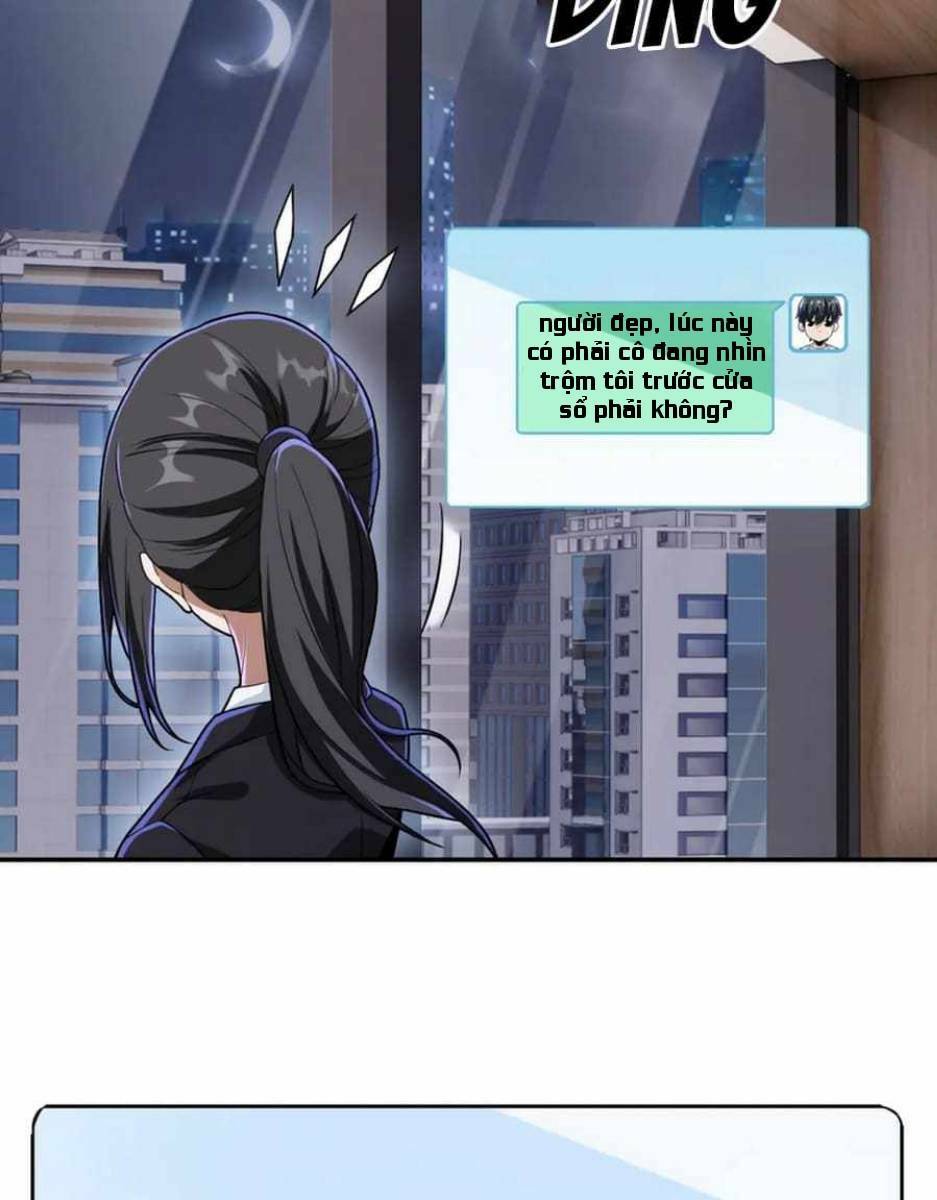 DING
người đẹp, lúc này
có phải cô đang nhìn
trộm tôi trước cửa
sổ phải không?